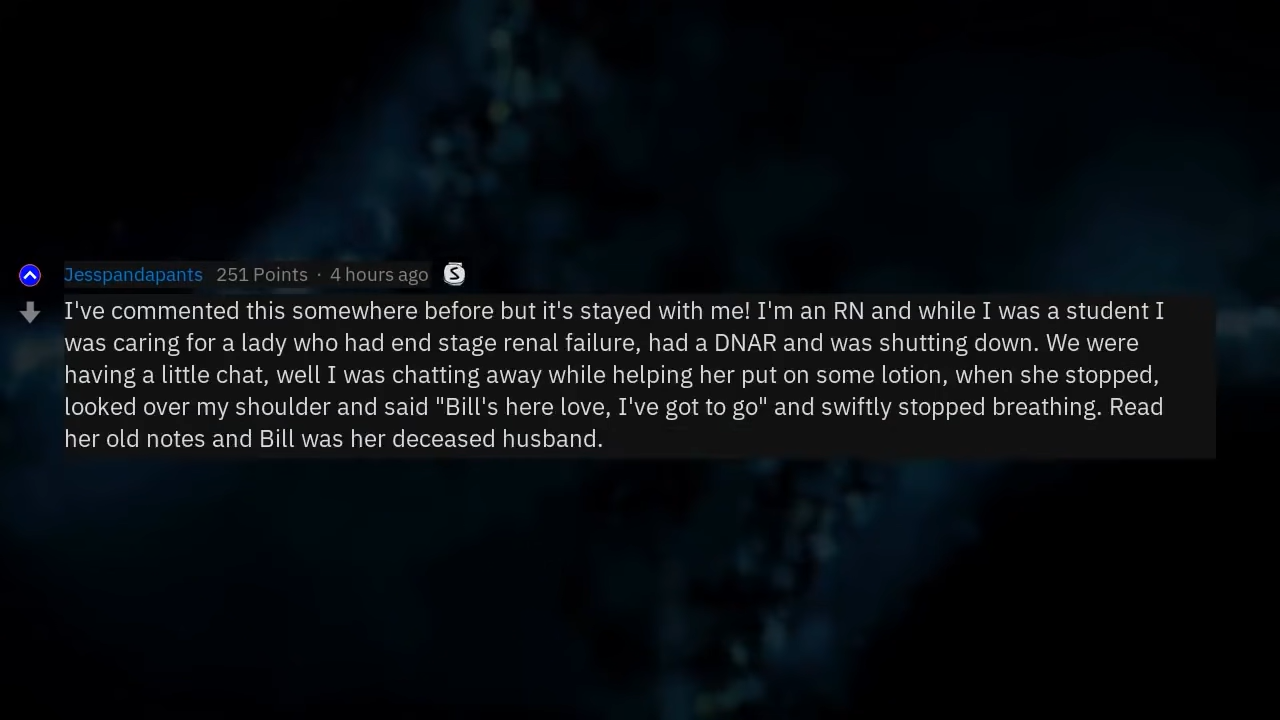 Jesspandapants 251 Points · 4 hours ago
I've commented this somewhere before but it's stayed with me! I'm an RN and while I was a student I
was caring for a lady who had end stage renal failure, had a DNAR and was shutting down. We were
having a little chat, well I was chatting away while helping her put on some lotion, when she stopped,
looked over my shoulder and said "Bill's here love, I've got to go" and swiftly stopped breathing. Read
her old notes and Bill was her deceased husband.